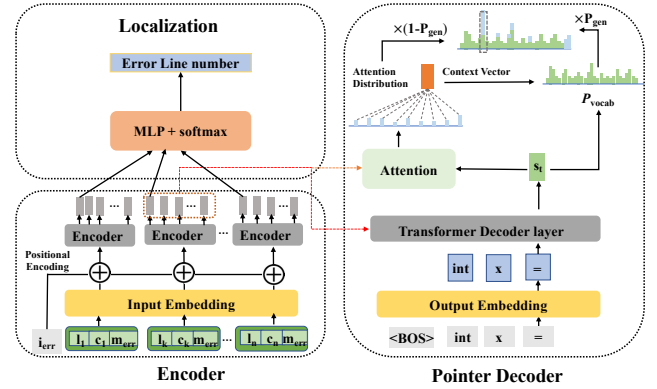 Localization
Error Line number
MLP + softmax
Encoder
Encoder
...
Encoder
Positional
Encoding
Input Embedding
i_err
l_1 c_1 m_err
l_k c_k m_err
...
l_n c_n m_err
Encoder
×(1-P_gen)
×P_gen
Attention
Distribution
Context Vector
P_vocab
Attention
s_t
Transformer Decoder layer
int x =
Output Embedding
<BOS> int x =
Pointer Decoder